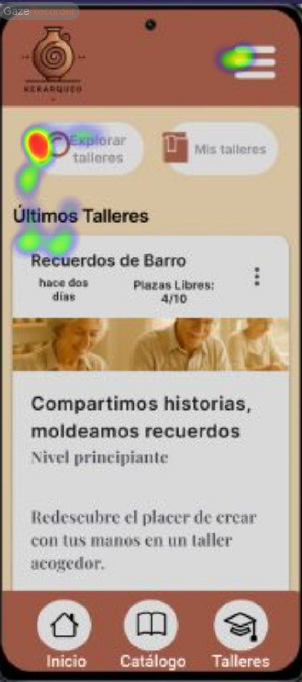 GazeRecorder
KERARQUEO
Explorar
talleres
Mis talleres
Últimos Talleres
Recuerdos de Barro
hace dos
días
Plazas Libres:
4/10
Compartimos historias,
moldeamos recuerdos
Nivel principiante
Redescubre el placer de crear
con tus manos en un taller
acogedor.
Inicio
Catálogo
Talleres